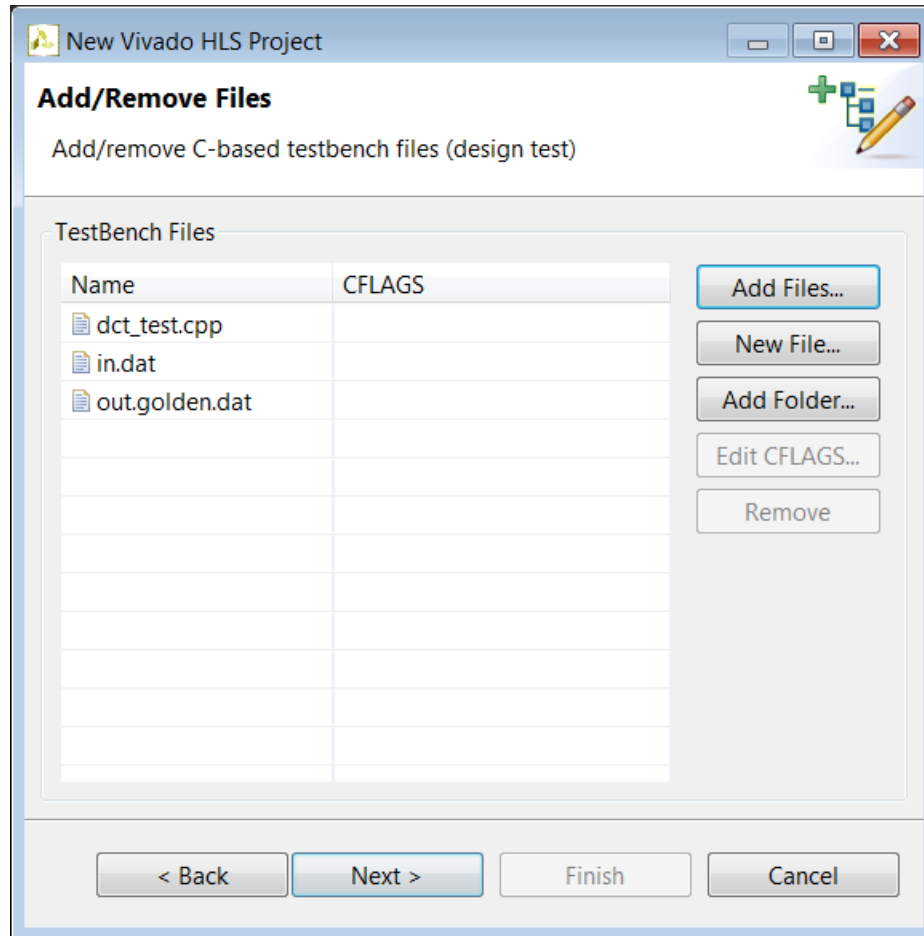 New Vivado HLS Project
Add/Remove Files
Add/remove C-based testbench files (design test)
TestBench Files
Name CFLAGS
dct_test.cpp
in.dat
out.golden.dat
Add Files...
New File...
Add Folder...
Edit CFLAGS...
Remove
< Back Next > Finish Cancel